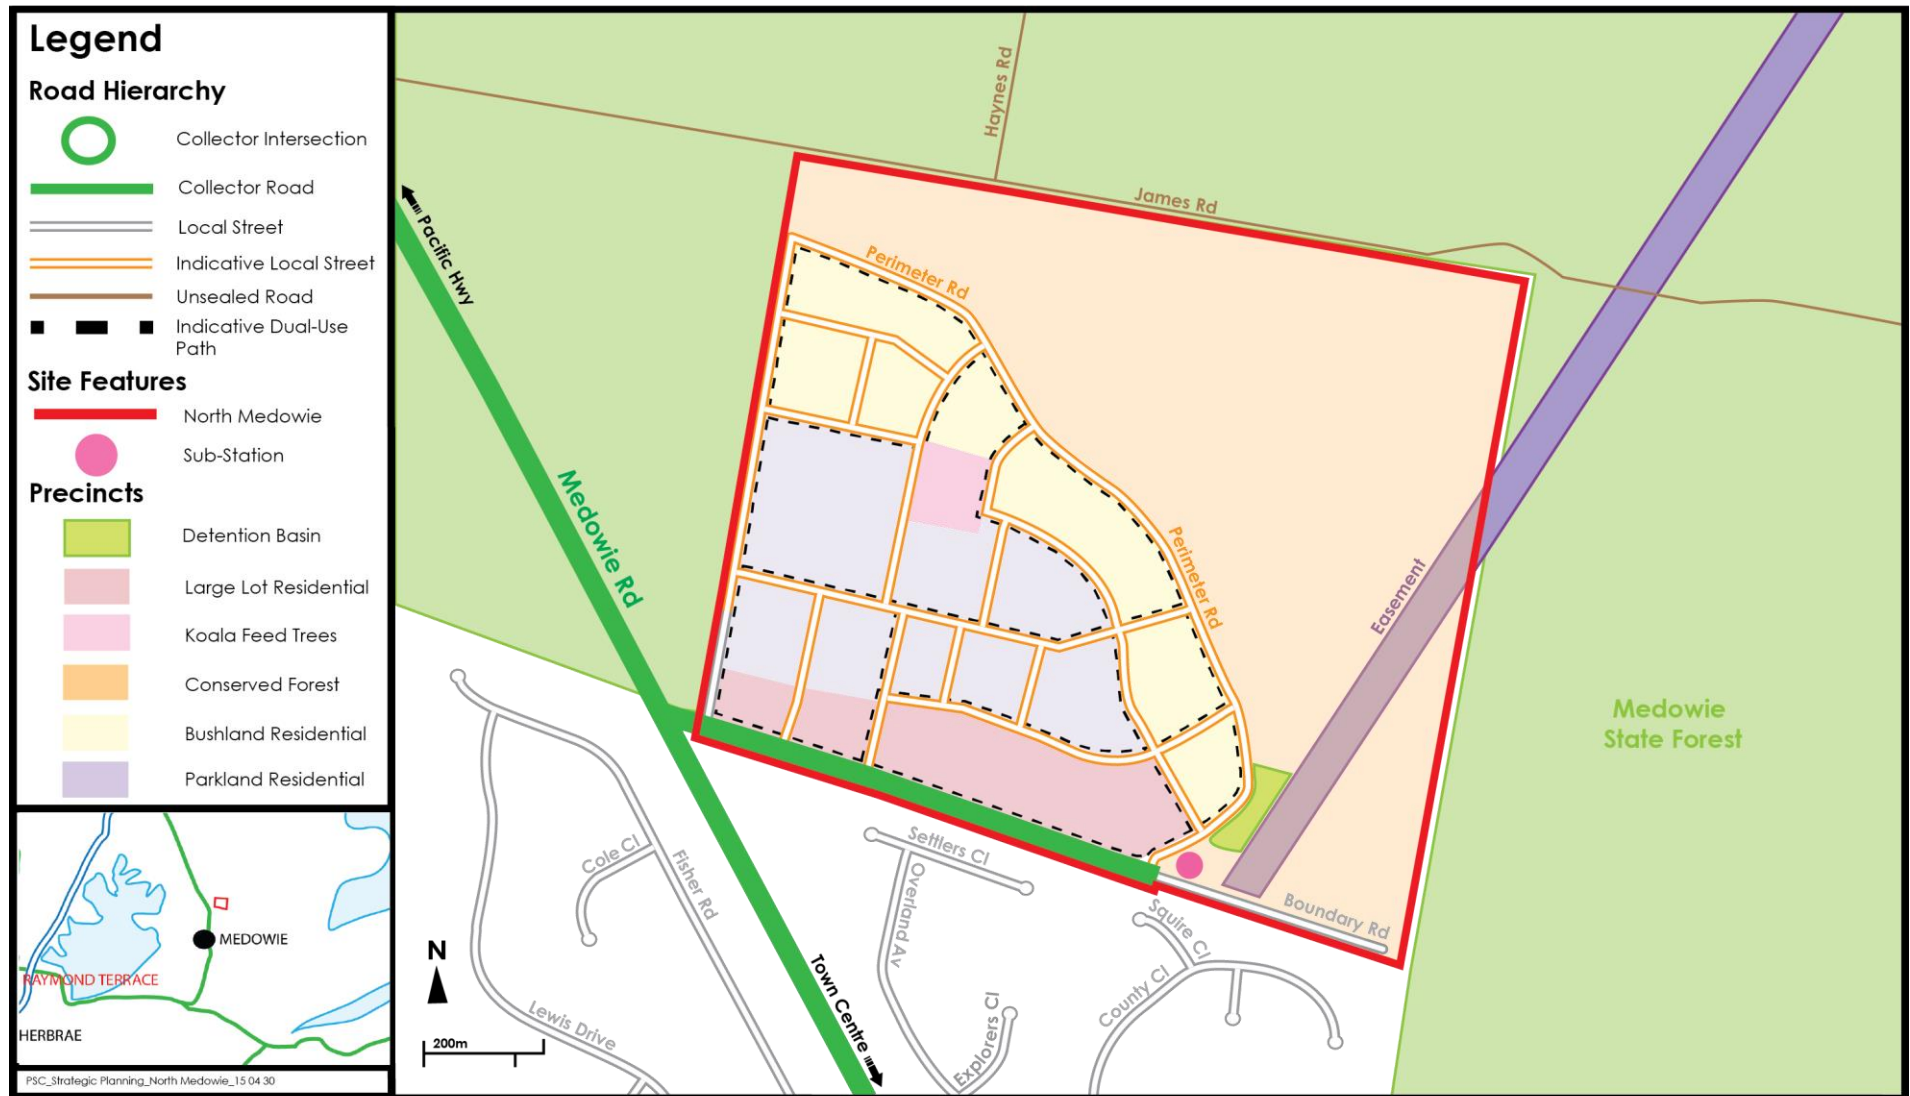 Legend
Road Hierarchy
Collector Intersection
Collector Road
Local Street
Indicative Local Street
Unsealed Road
Indicative Dual-Use
Path
Site Features
North Medowie
Sub-Station
Precincts
Detention Basin
Large Lot Residential
Koala Feed Trees
Conserved Forest
Bushland Residential
Parkland Residential
MEDOWIE
RAYMOND TERRACE
HERBRAE
PSC_Strategic Planning_North Medowie_15 04 30
Haynes Rd
James Rd
Pacific Hwy
Perimeter Rd
Medowie Rd
Perimeter Rd
Easement
Medowie
State Forest
Settlers Cl
Cole Cl
Fisher Rd
Overland Av
Squire Cl
Boundary Rd
County Cl
Town Centre
Explorers Cl
Lewis Drive
N
200m